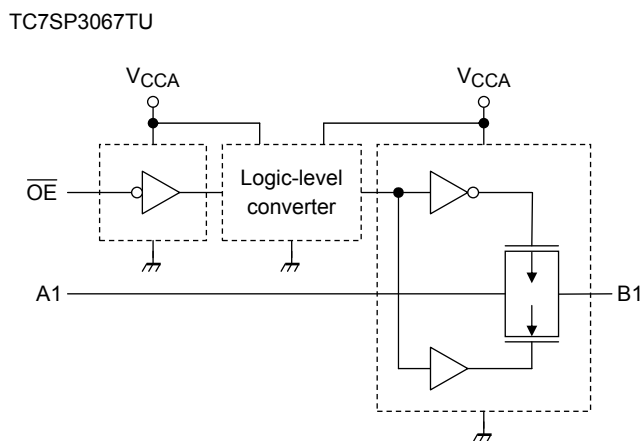 TC7SP3067TU
VCCA
VCCA
OE
Logic-level
converter
A1
B1